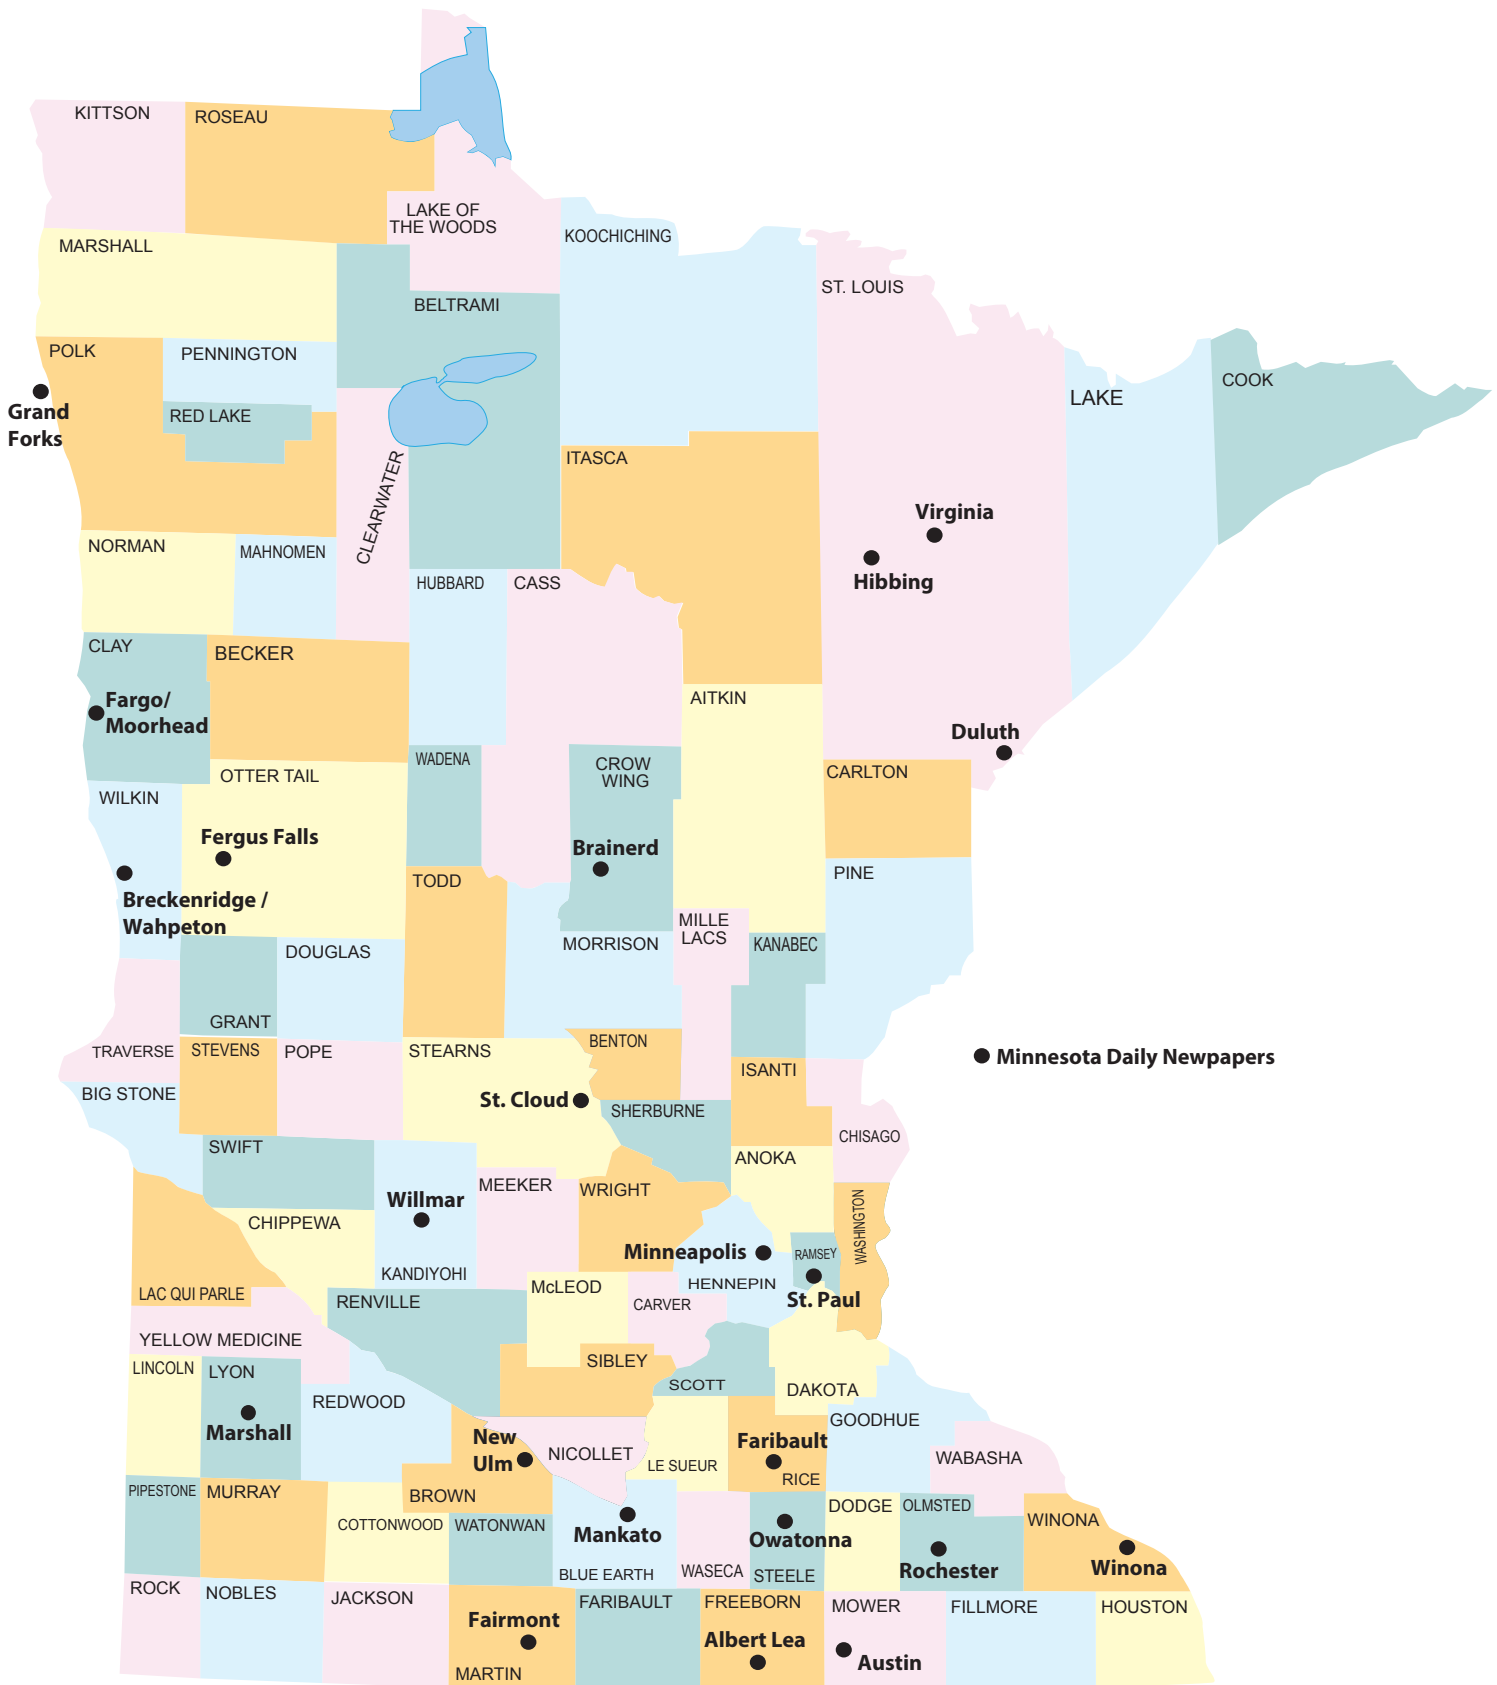 KITTSON
ROSEAU
LAKE OF
THE WOODS
KOOCHICHING
MARSHALL
ST. LOUIS
BELTRAMI
POLK
PENNINGTON
COOK
LAKE
Grand
Forks
RED LAKE
CLEARWATER
ITASCA
Virginia
Hibbing
NORMAN
MAHNOMEN
HUBBARD
CASS
CLAY
BECKER
Fargo/
Moorhead
AITKIN
Duluth
WADENA
CROW
WING
CARLTON
OTTER TAIL
WILKIN
Fergus Falls
Brainerd
Breckenridge /
Wahpeton
TODD
PINE
MILLE
LACS
MORRISON
KANABEC
DOUGLAS
GRANT
TRAVERSE
STEVENS
POPE
STEARNS
BENTON
Minnesota Daily Newpapers
ISANTI
BIG STONE
St. Cloud
SHERBURNE
CHISAGO
SWIFT
ANOKA
MEEKER
WRIGHT
WASHINGTON
Willmar
CHIPPEWA
Minneapolis
RAMSEY
KANDIYOHI
HENNEPIN
LAC QUI PARLE
RENVILLE
McLEOD
CARVER
St. Paul
YELLOW MEDICINE
LINCOLN
LYON
SIBLEY
SCOTT
DAKOTA
REDWOOD
Marshall
GOODHUE
New
Ulm
NICOLLET
LE SUEUR
Faribault
RICE
WABASHA
PIPESTONE
MURRAY
BROWN
DODGE
OLMSTED
COTTONWOOD
WATONWAN
Mankato
Owatonna
WINONA
BLUE EARTH
WASECA
STEELE
Rochester
Winona
ROCK
NOBLES
JACKSON
Fairmont
FARIBAULT
FREEBORN
MOWER
FILLMORE
HOUSTON
Albert Lea
MARTIN
Austin